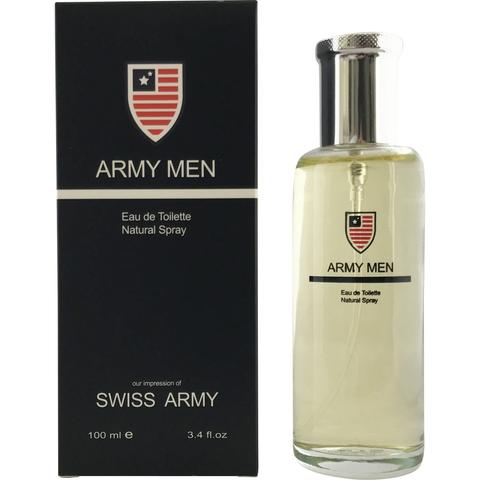 ARMY MEN
Eau de Toilette
Natural Spray
our impression of
SWISS ARMY
100 ml ℮ 3.4 fl.oz
ARMY MEN
Eau de Toilette
Natural Spray